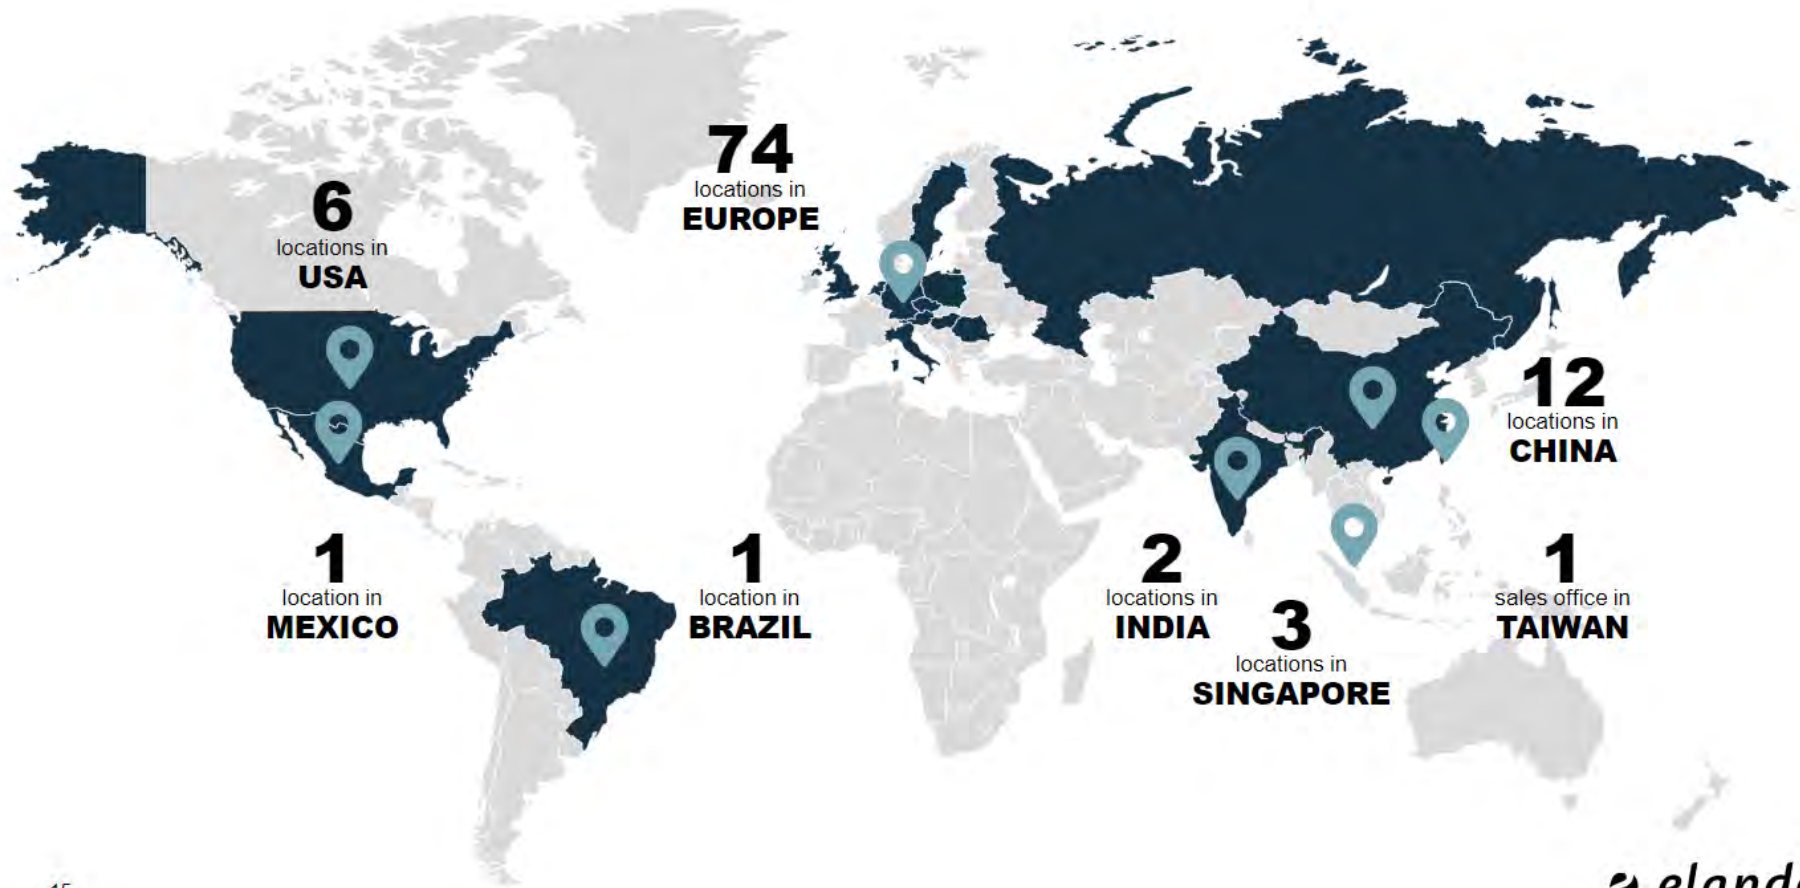 74
locations in
EUROPE
6
locations in
USA
12
locations in
CHINA
1
location in
MEXICO
1
location in
BRAZIL
2
locations in
INDIA
3
locations in
SINGAPORE
1
sales office in
TAIWAN